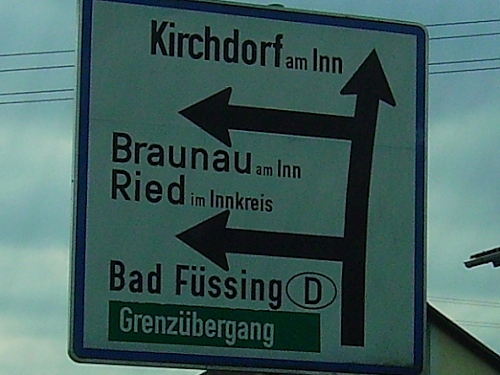 Kirchdorf am Inn
Braunau am Inn
Ried im Innkreis
Bad Füssing D
Grenzübergang